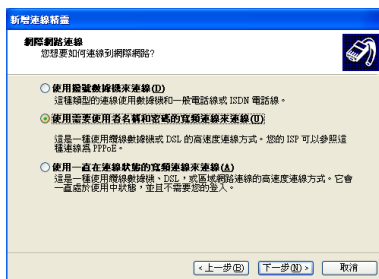 新增連線精靈
網際網路連線
您想要如何連線到網際網路?
使用撥號數據機來連線(D)
這種類型的連線使用數據機和一般電話線或 ISDN 電話線。
使用需要使用者名稱和密碼的寬頻連線來連線(U)
這是一種使用纜線數據機或 DSL 的高速度連線方式。您的 ISP 可以參照這
種連線為 PPPoE。
使用一直在連線狀態的寬頻連線來連線(A)
這是一種使用纜線數據機、DSL，或區域網路連線的高速度連線方式。它會
一直處於使用中狀態，並且不需要您的登入。
<上一步(B)
下一步(N)>
取消